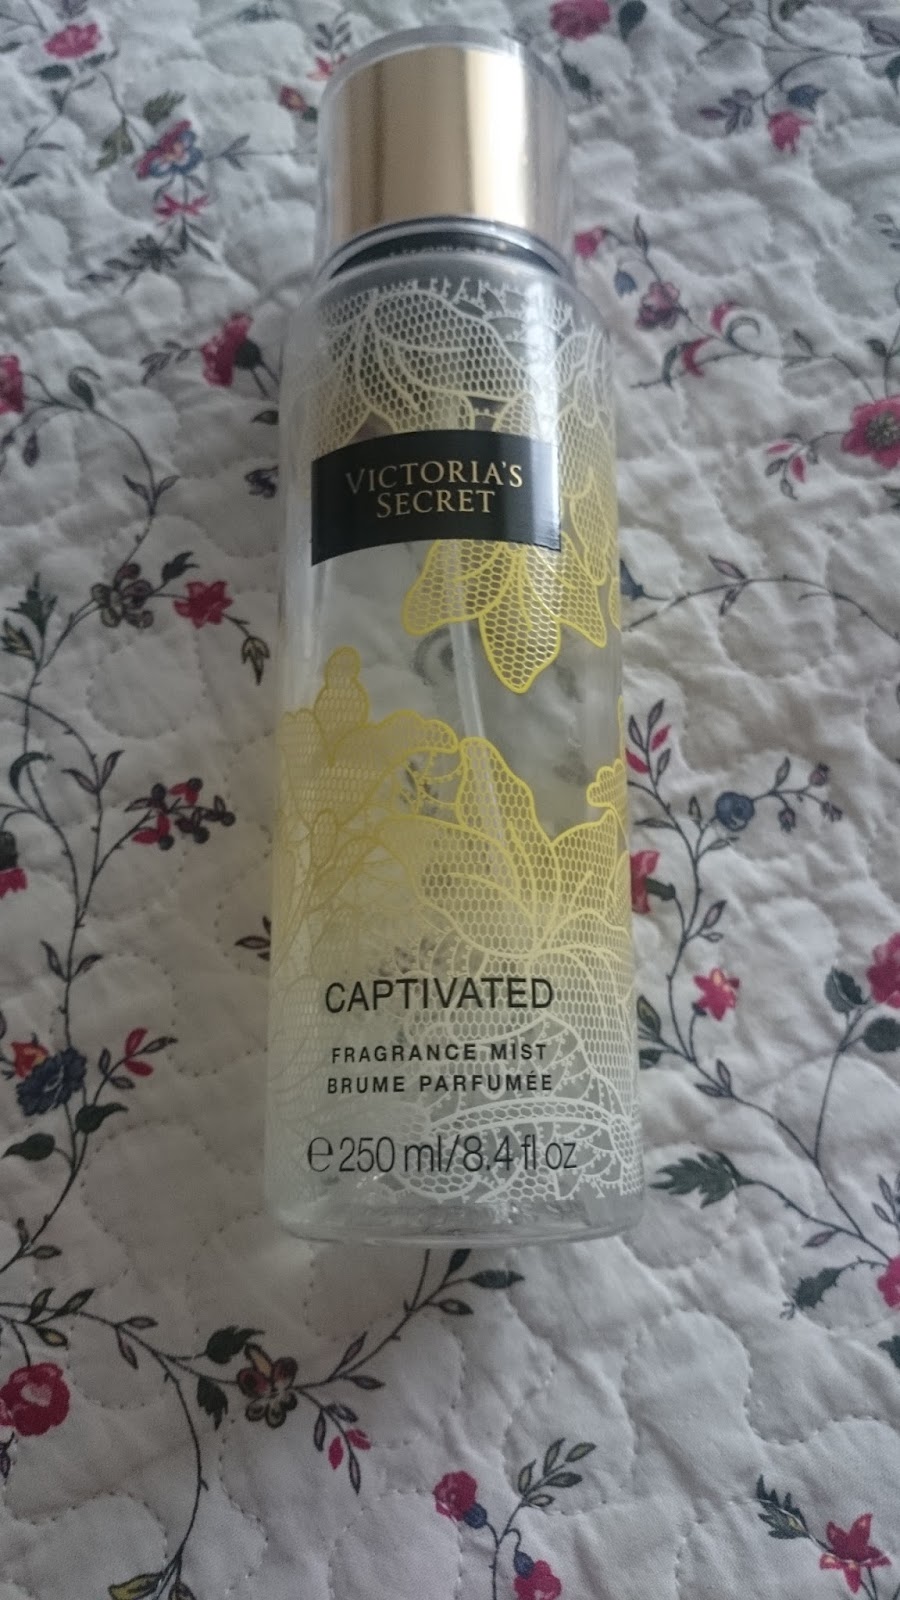 VICTORIA'S
SECRET
CAPTIVATED
FRAGRANCE MIST
BRUME PARFUMÉE
℮250 ml/8.4 fl oz